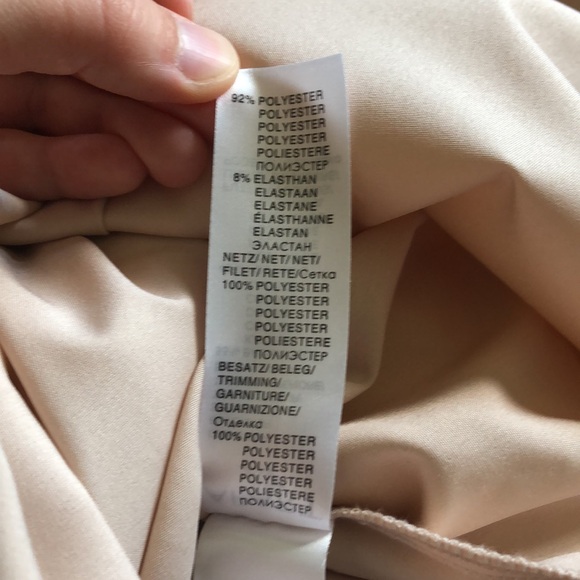 92% POLYESTER
POLYESTER
POLYESTER
POLYESTER
POLIESTERE
ПОЛИЭСТЕР
8% ELASTHAN
ELASTAAN
ELASTANE
ÉLASTHANNE
ELASTAN
ЭЛАСТАН
NETZ/ NET/ NET/
FILET/ RETE/ Сетка
100% POLYESTER
POLYESTER
POLYESTER
POLYESTER
POLIESTERE
ПОЛИЭСТЕР
BESATZ/ BELEG/
TRIMMING/
GARNITURE/
GUARNIZIONE/
Отделка
100% POLYESTER
POLYESTER
POLYESTER
POLYESTER
POLIESTERE
ПОЛИЭСТЕР